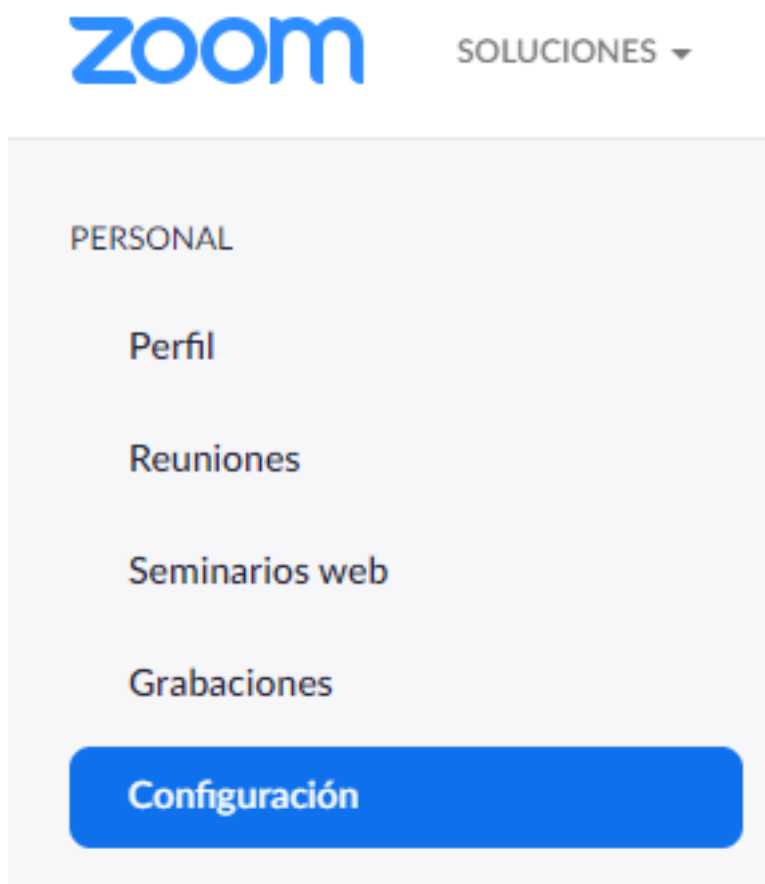 zoom SOLUCIONES
PERSONAL
Perfil
Reuniones
Seminarios web
Grabaciones
Configuración